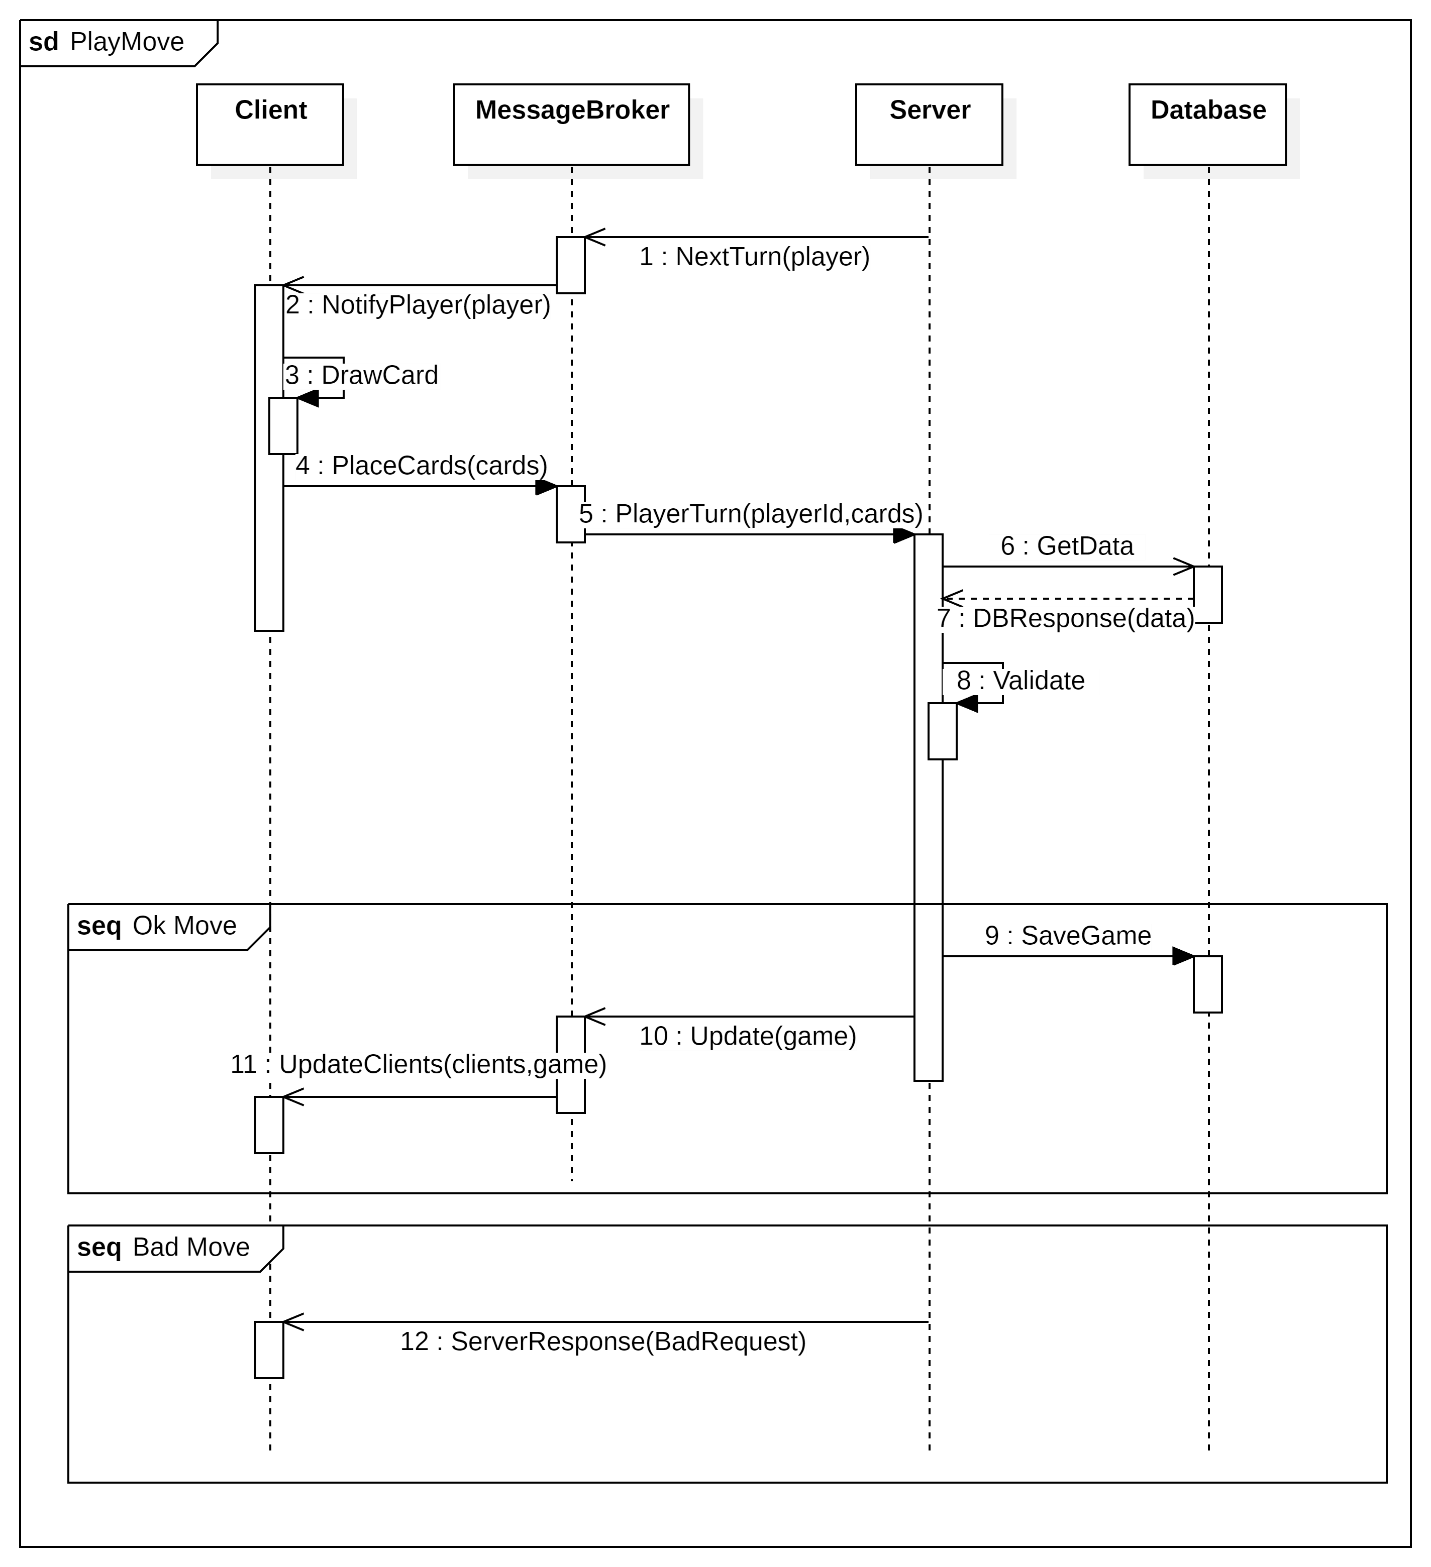 sd PlayMove
Client
MessageBroker
Server
Database
1 : NextTurn(player)
2 : NotifyPlayer(player)
3 : DrawCard
4 : PlaceCards(cards)
5 : PlayerTurn(playerId,cards)
6 : GetData
7 : DBResponse(data)
8 : Validate
seq Ok Move
9 : SaveGame
10 : Update(game)
11 : UpdateClients(clients,game)
seq Bad Move
12 : ServerResponse(BadRequest)